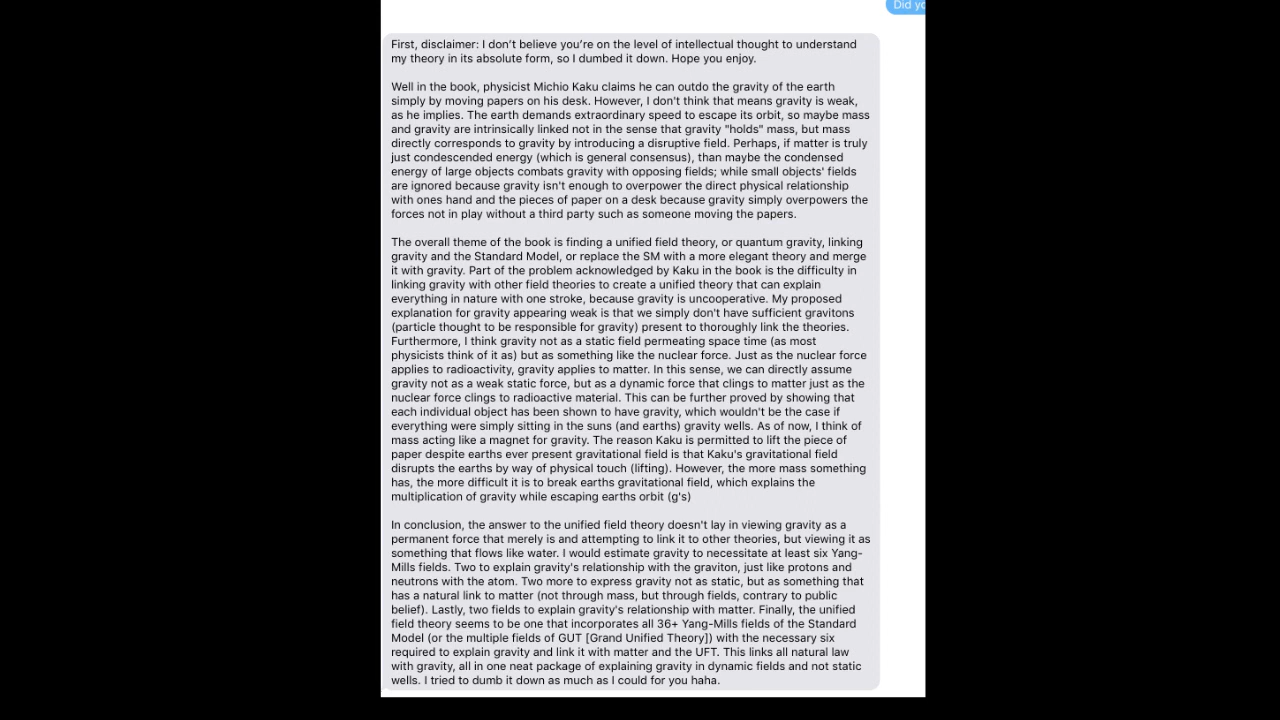 Did yo
First, disclaimer: I don’t believe you’re on the level of intellectual thought to understand
my theory in its absolute form, so I dumbed it down. Hope you enjoy.
Well in the book, physicist Michio Kaku claims he can outdo the gravity of the earth
simply by moving papers on his desk. However, I don't think that means gravity is weak,
as he implies. The earth demands extraordinary speed to escape its orbit, so maybe mass
and gravity are intrinsically linked not in the sense that gravity "holds" mass, but mass
directly corresponds to gravity by introducing a disruptive field. Perhaps, if matter is truly
just condescended energy (which is general consensus), than maybe the condensed
energy of large objects combats gravity with opposing fields; while small objects' fields
are ignored because gravity isn't enough to overpower the direct physical relationship
with ones hand and the pieces of paper on a desk because gravity simply overpowers the
forces not in play without a third party such as someone moving the papers.
The overall theme of the book is finding a unified field theory, or quantum gravity, linking
gravity and the Standard Model, or replace the SM with a more elegant theory and merge
it with gravity. Part of the problem acknowledged by Kaku in the book is the difficulty in
linking gravity with other field theories to create a unified theory that can explain
everything in nature with one stroke, because gravity is uncooperative. My proposed
explanation for gravity appearing weak is that we simply don't have sufficient gravitons
(particle thought to be responsible for gravity) present to thoroughly link the theories.
Furthermore, I think gravity not as a static field permeating space time (as most
physicists think of it as) but as something like the nuclear force. Just as the nuclear force
applies to radioactivity, gravity applies to matter. In this sense, we can directly assume
gravity not as a weak static force, but as a dynamic force that clings to matter just as the
nuclear force clings to radioactive material. This can be further proved by showing that
each individual object has been shown to have gravity, which wouldn't be the case if
everything were simply sitting in the suns (and earths) gravity wells. As of now, I think of
mass acting like a magnet for gravity. The reason Kaku is permitted to lift the piece of
paper despite earths ever present gravitational field is that Kaku's gravitational field
disrupts the earths by way of physical touch (lifting). However, the more mass something
has, the more difficult it is to break earths gravitational field, which explains the
multiplication of gravity while escaping earths orbit (g's)
In conclusion, the answer to the unified field theory doesn't lay in viewing gravity as a
permanent force that merely is and attempting to link it to other theories, but viewing it as
something that flows like water. I would estimate gravity to necessitate at least six Yang-
Mills fields. Two to explain gravity's relationship with the graviton, just like protons and
neutrons with the atom. Two more to express gravity not as static, but as something that
has a natural link to matter (not through mass, but through fields, contrary to public
belief). Lastly, two fields to explain gravity's relationship with matter. Finally, the unified
field theory seems to be one that incorporates all 36+ Yang-Mills fields of the Standard
Model (or the multiple fields of GUT [Grand Unified Theory]) with the necessary six
required to explain gravity and link it with matter and the UFT. This links all natural law
with gravity, all in one neat package of explaining gravity in dynamic fields and not static
wells. I tried to dumb it down as much as I could for you haha.